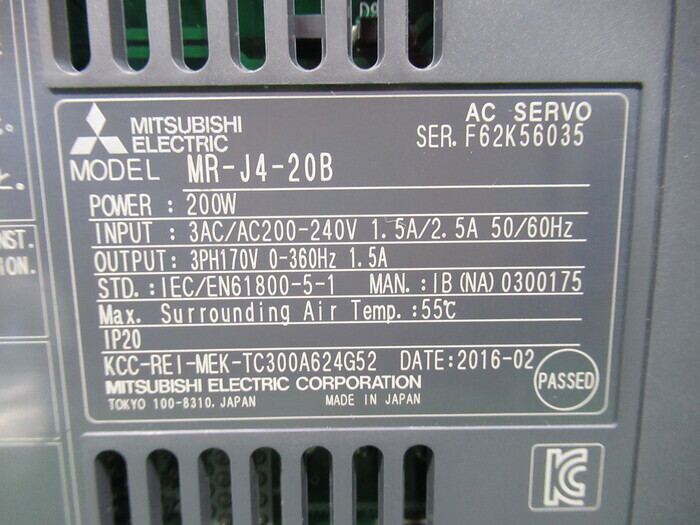 D9
MITSUBISHI
ELECTRIC
AC SERVO
SER. F62K56035
MODEL MR-J4-20B
POWER : 200W
INPUT : 3AC/AC200-240V 1.5A/2.5A 50/60Hz
OUTPUT: 3PH170V 0-360Hz 1.5A
STD.: IEC/EN61800-5-1 MAN.: IB(NA)0300175
Max. Surrounding Air Temp.:55℃
IP20
KCC-REI-MEK-TC300A624G52 DATE:2016-02
MITSUBISHI ELECTRIC CORPORATION
TOKYO 100-8310, JAPAN MADE IN JAPAN
PASSED
NST.
ION.